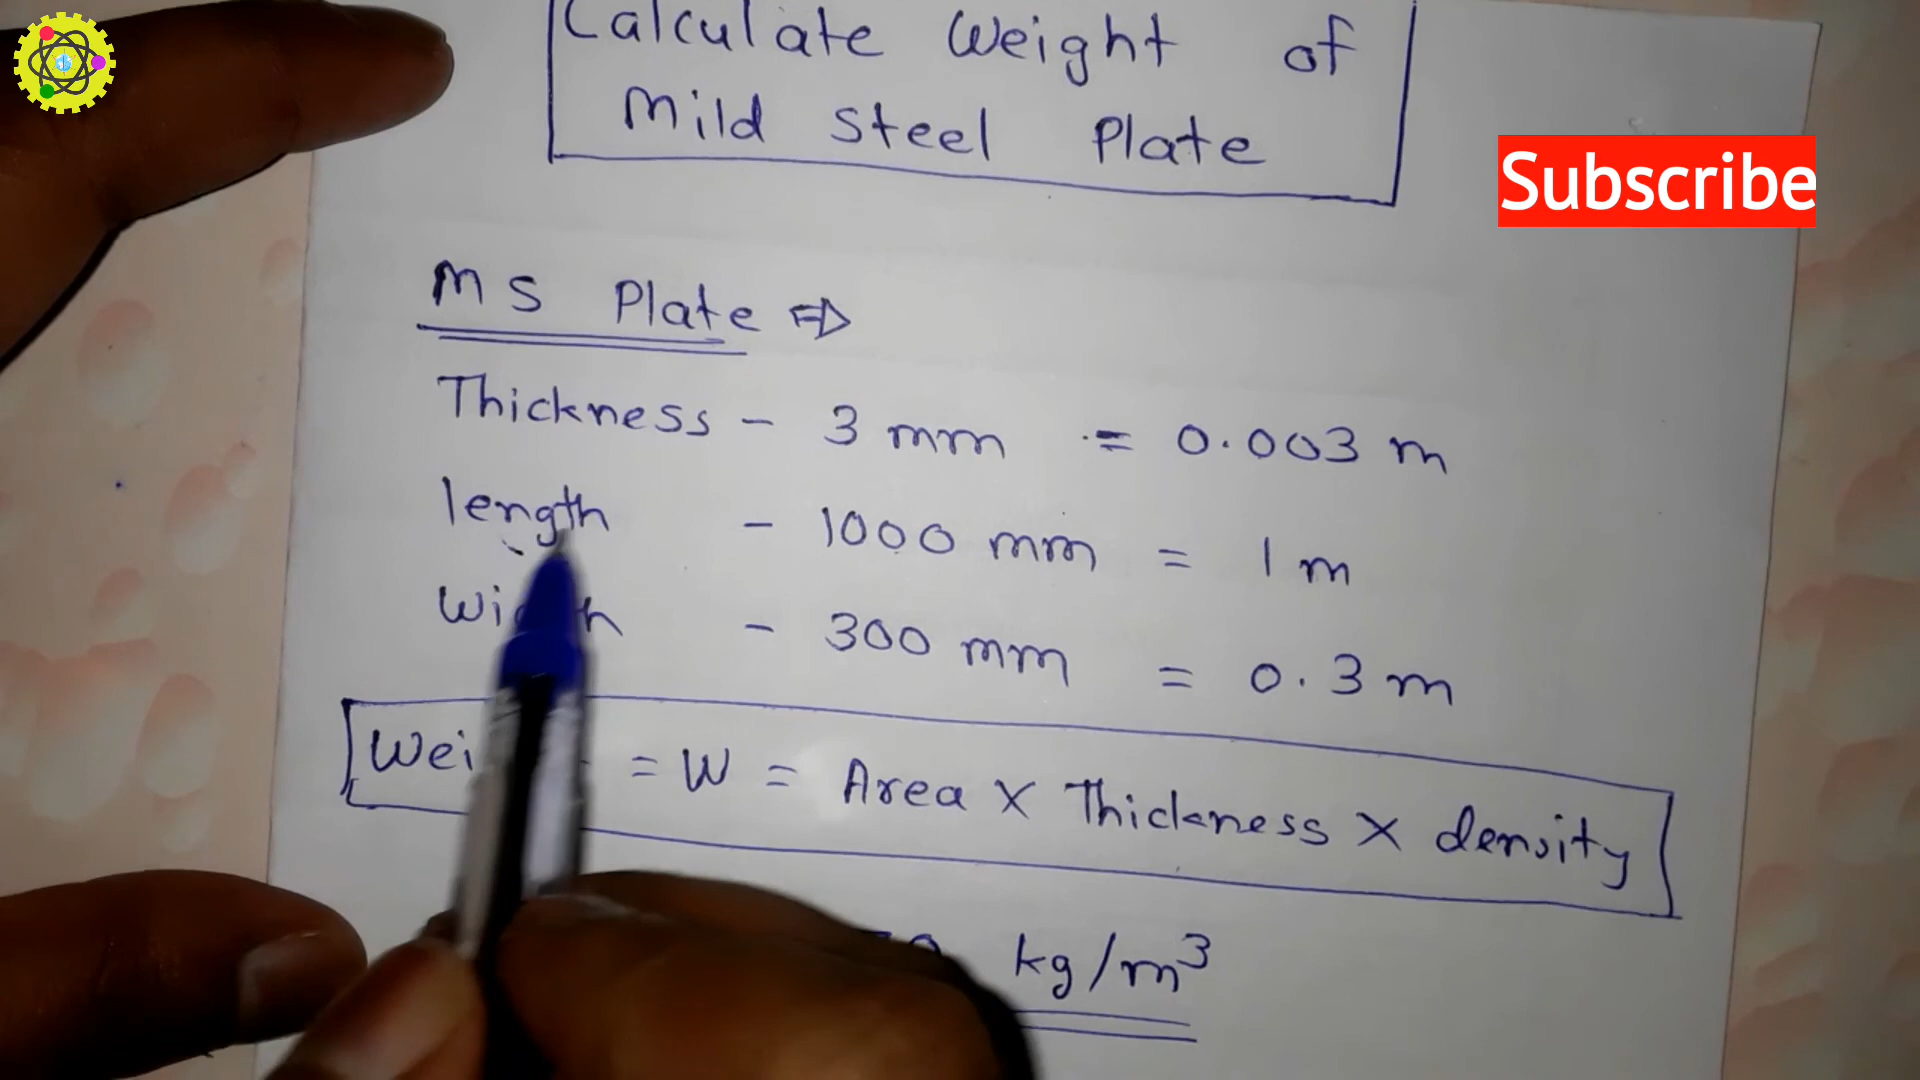 Calculate Weight of
Mild Steel Plate
Subscribe
MS Plate ⇒
Thickness - 3 mm = 0.003 m
length - 1000 mm = 1 m
Width - 300 mm = 0.3 m
= W = Area X Thickness X density
kg/m³